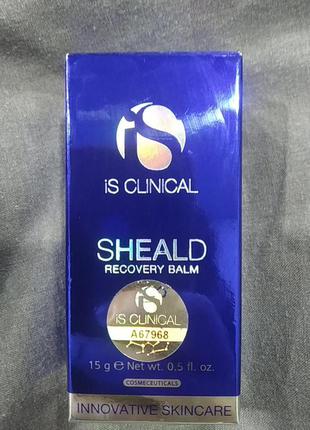 iS
iS CLINICAL
SHEALD
RECOVERY BALM
iS CLINICAL
A67968
15 g e Net wt. 0.5 fl. oz.
COSMECEUTICALS
INNOVATIVE SKINCARE